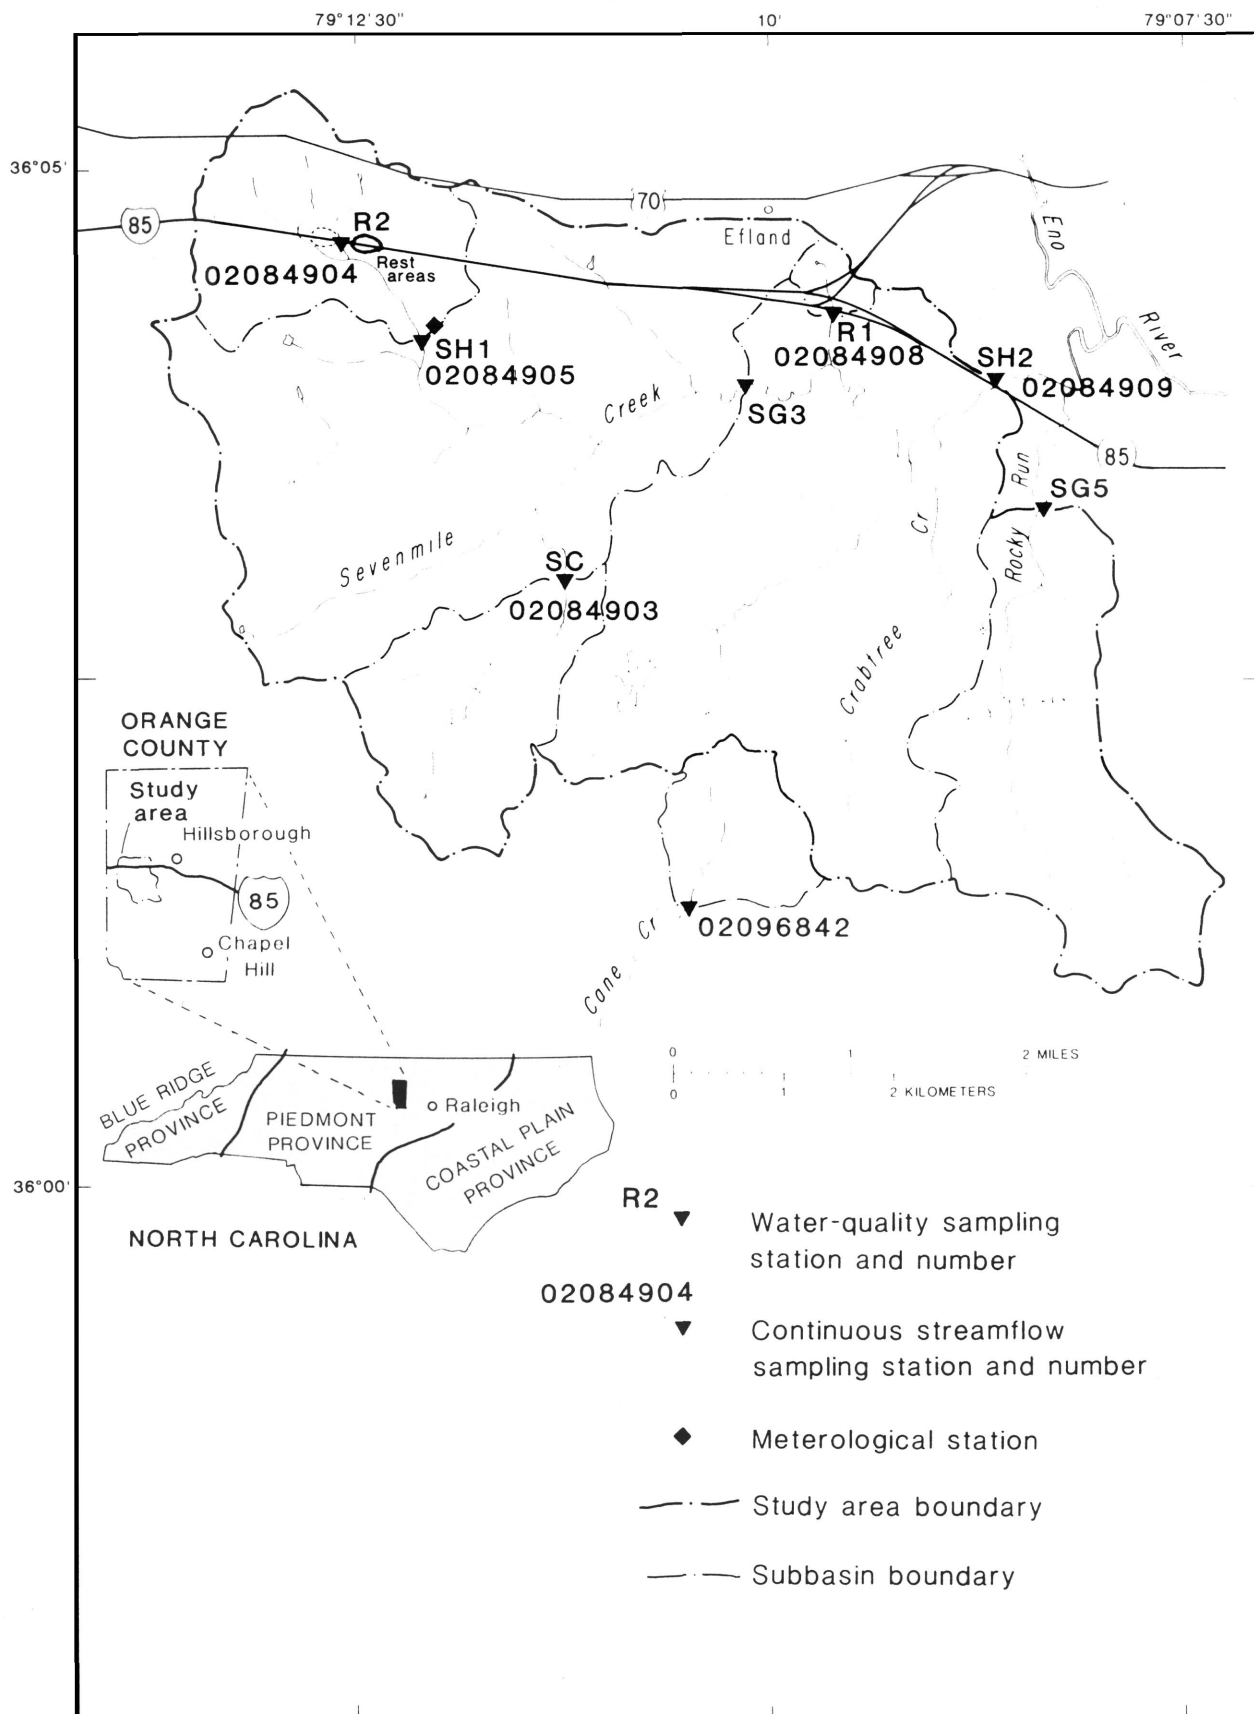 79°12'30"
10'
79°07'30"
36°05'
70
85
R2
Efland
Eno
02084904
Rest
areas
River
R1
SH1
02084908
SH2
02084905
02084909
Creek
SG3
85
Run
SG5
Cr
Sevenmile
SC
Rocky
02084903
Crabtree
ORANGE
COUNTY
Study
area
Hillsborough
85
Cr
02096842
Chapel
Hill
Cane
0 1 2 MILES
0 1 2 KILOMETERS
BLUE RIDGE
PROVINCE
PIEDMONT
PROVINCE
Raleigh
COASTAL PLAIN
PROVINCE
36°00'
NORTH CAROLINA
R2
Water-quality sampling
station and number
02084904
Continuous streamflow
sampling station and number
Meterological station
Study area boundary
Subbasin boundary